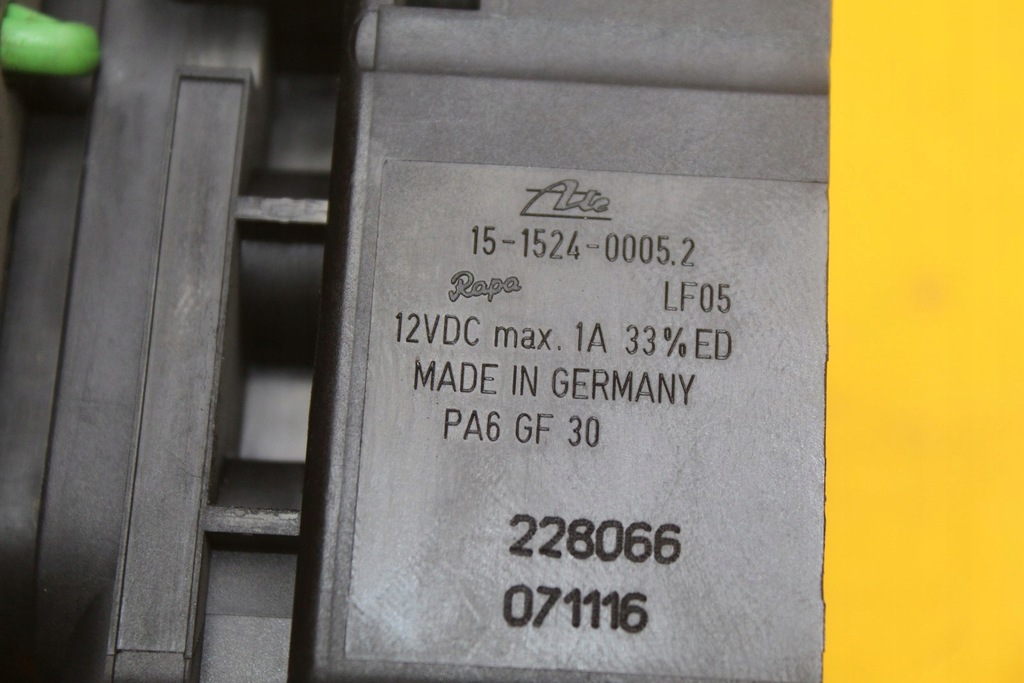 Ate
15-1524-0005.2
Rapa LF05
12VDC max. 1A 33%ED
MADE IN GERMANY
PA6 GF 30
228066
071116